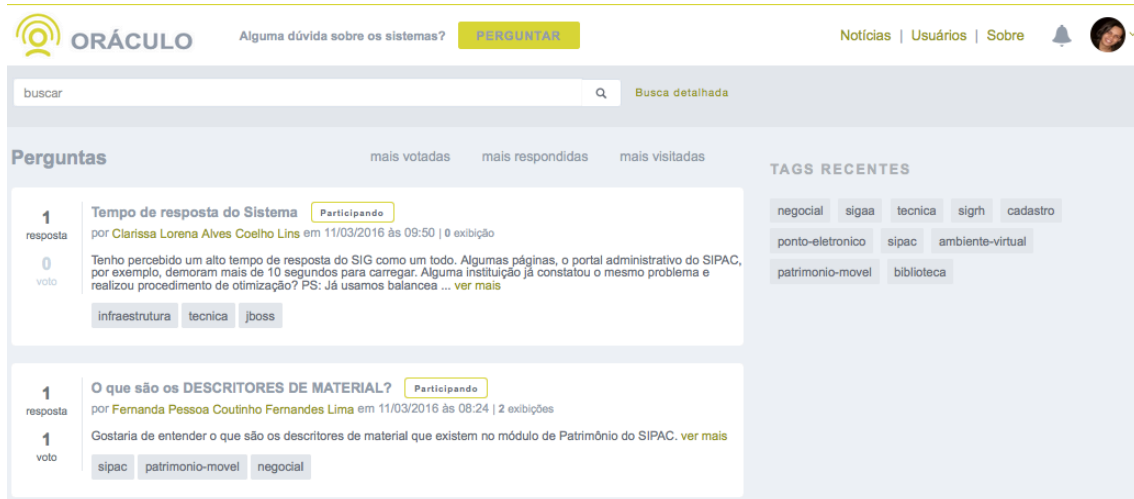 ORÁCULO
Alguma dúvida sobre os sistemas?
PERGUNTAR
Notícias | Usuários | Sobre
buscar
Busca detalhada
Perguntas
mais votadas
mais respondidas
mais visitadas
1
resposta
0
voto
Tempo de resposta do Sistema
Participando
por Clarissa Lorena Alves Coelho Lins em 11/03/2016 às 09:50 | 0 exibição
Tenho percebido um alto tempo de resposta do SIG como um todo. Algumas páginas, o portal administrativo do SIPAC,
por exemplo, demoram mais de 10 segundos para carregar. Alguma instituição já constatou o mesmo problema e
realizou procedimento de otimização? PS: Já usamos balancea ... ver mais
infraestrutura
tecnica
jboss
1
resposta
1
voto
O que são os DESCRITORES DE MATERIAL?
Participando
por Fernanda Pessoa Coutinho Fernandes Lima em 11/03/2016 às 08:24 | 2 exibições
Gostaria de entender o que são os descritores de material que existem no módulo de Patrimônio do SIPAC. ver mais
sipac
patrimonio-movel
negocial
TAGS RECENTES
negocial
sigaa
tecnica
sigrh
cadastro
ponto-eletronico
sipac
ambiente-virtual
patrimonio-movel
biblioteca